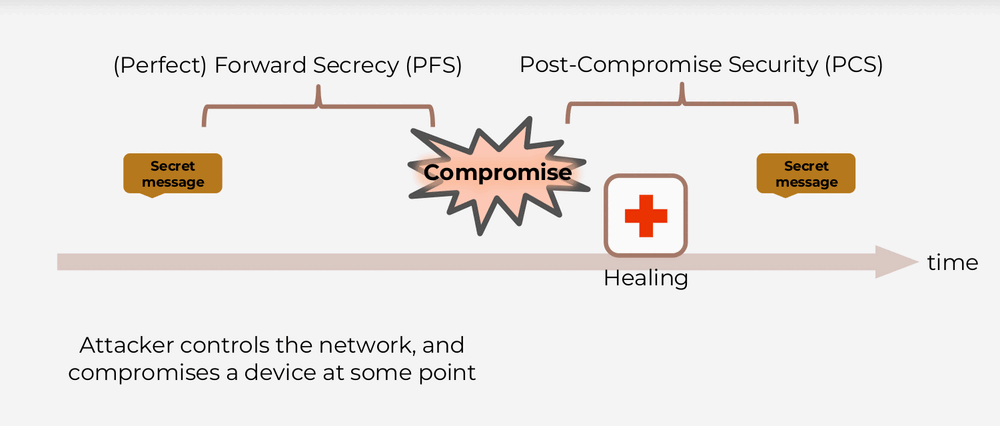 (Perfect) Forward Secrecy (PFS)
Post-Compromise Security (PCS)
Secret
message
Compromise
Secret
message
Healing
time
Attacker controls the network, and
compromises a device at some point